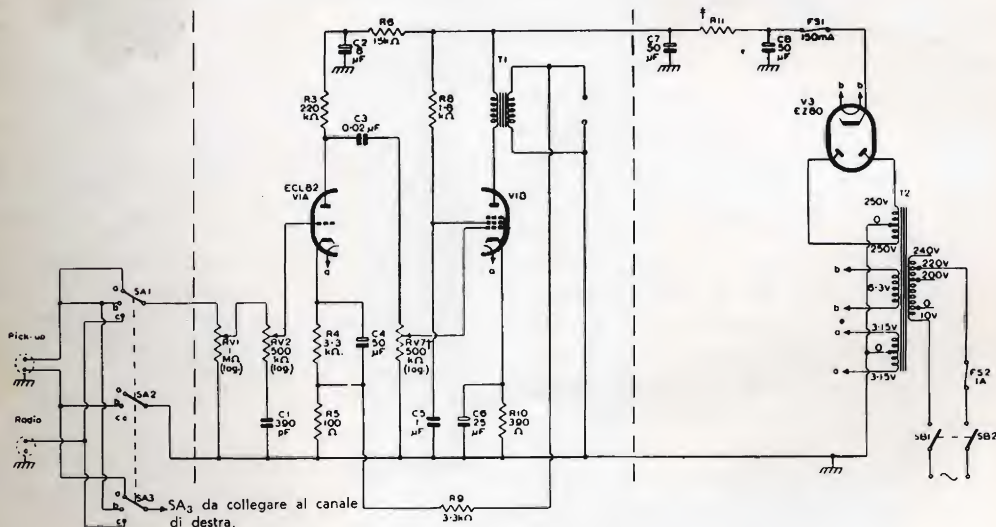 R6
15kΩ
C2
8
µF
R3
220
kΩ
C3
0.02 µF
R8
1.8
kΩ
T1
ECL82
V1A
V1B
a
a
R4
3.3
kΩ
C4
50
µF
R5
100
Ω
RV7†
500
kΩ
(log.)
C5
1
µF
C6
25
µF
R10
390
Ω
R9
3.3kΩ
RV1
1
MΩ
(log.)
RV2
500
kΩ
(log.)
C1
390
pF
Pick-up
Radio
a
b
c
SA1
b
c
SA2
a
b
c
SA3
SA₃ da collegare al canale
di destra.
‡
R11
C7
50
µF
C8
50
µF
FS1
150mA
b b
V3
EZ80
T2
250V
O
250V
b
6.3V
b
a
3.15V
O
a
3.15V
240V
220V
200V
O
10V
FS2
1A
SB1
SB2
~